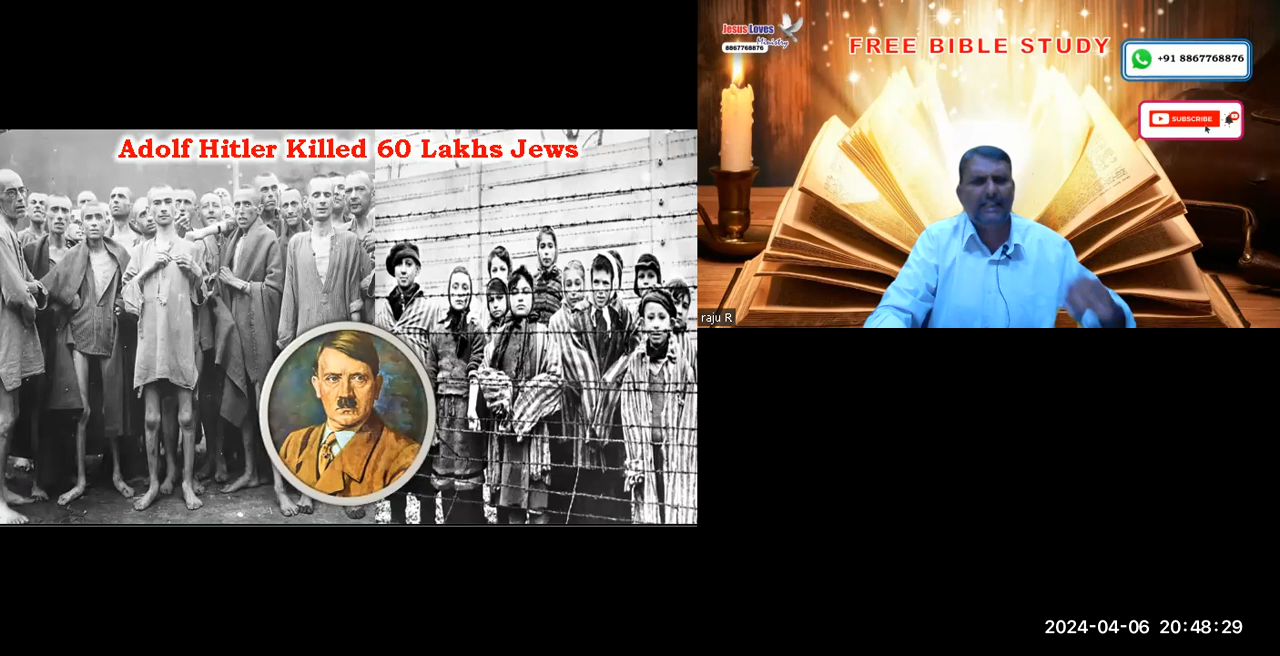 Adolf Hitler Killed 60 Lakhs Jews
Jesus Loves
Ministry
8867768876
FREE BIBLE STUDY
+91 8867768876
SUBSCRIBE
raju R
2024-04-06 20:48:29